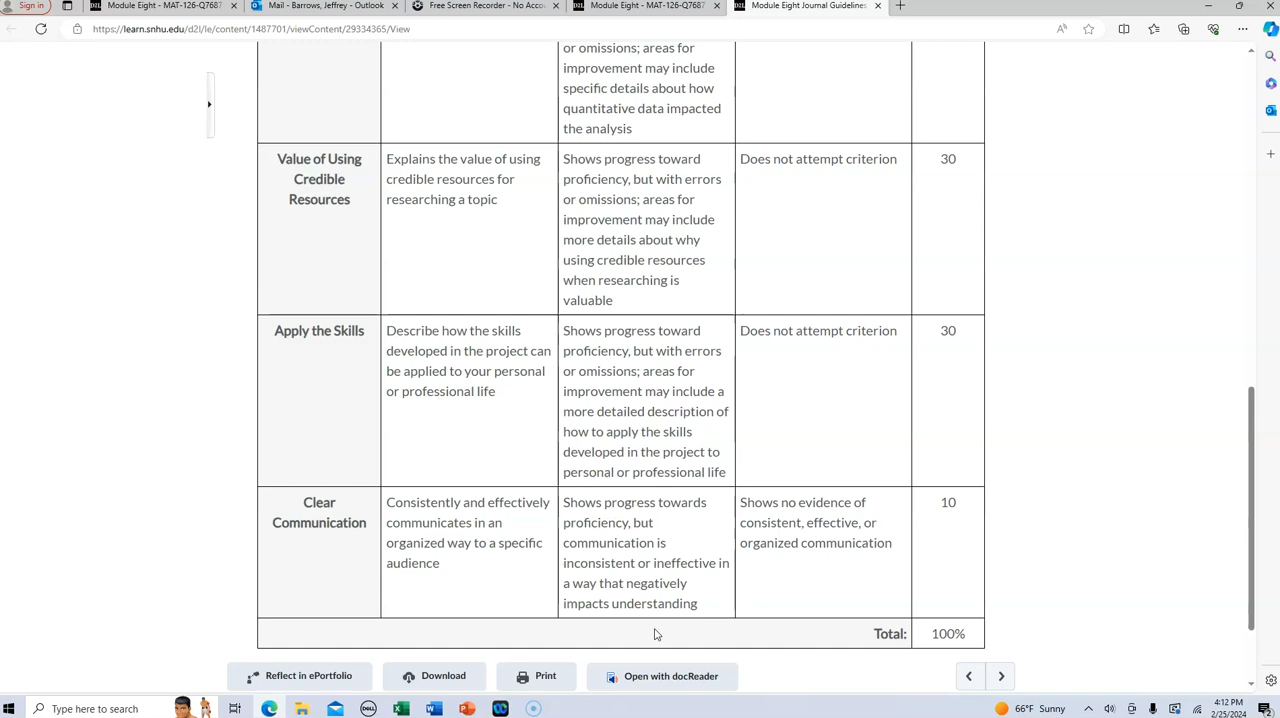 Sign in
Module Eight - MAT-126-Q7687
Mail - Barrows, Jeffrey - Outlook
Free Screen Recorder - No Accou
Module Eight - MAT-126-Q7687
Module Eight Journal Guidelines
https://learn.snhu.edu/d2l/le/content/1487701/viewContent/29334365/View
or omissions; areas for
improvement may include
specific details about how
quantitative data impacted
the analysis
Value of Using
Credible
Resources
Explains the value of using
credible resources for
researching a topic
Shows progress toward
proficiency, but with errors
or omissions; areas for
improvement may include
more details about why
using credible resources
when researching is
valuable
Does not attempt criterion
30
Apply the Skills
Describe how the skills
developed in the project can
be applied to your personal
or professional life
Shows progress toward
proficiency, but with errors
or omissions; areas for
improvement may include a
more detailed description of
how to apply the skills
developed in the project to
personal or professional life
Does not attempt criterion
30
Clear
Communication
Consistently and effectively
communicates in an
organized way to a specific
audience
Shows progress towards
proficiency, but
communication is
inconsistent or ineffective in
a way that negatively
impacts understanding
Shows no evidence of
consistent, effective, or
organized communication
10
Total:
100%
Reflect in ePortfolio
Download
Print
Open with docReader
Type here to search
66°F Sunny
4:12 PM
2/25/2024